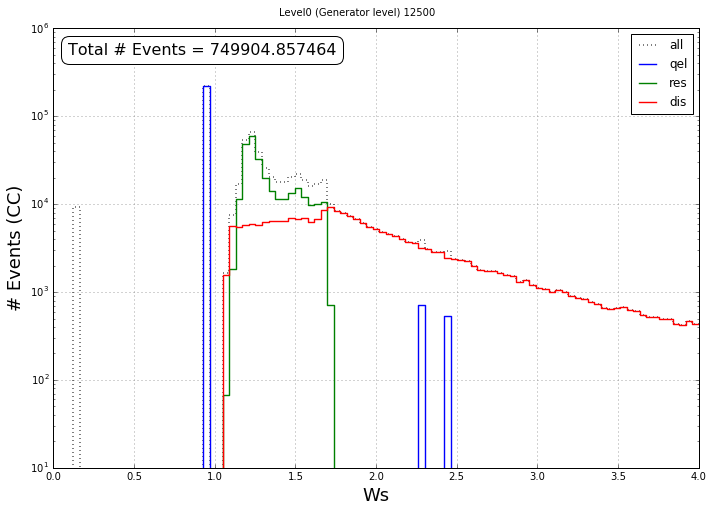 Level0 (Generator level) 12500
Total # Events = 749904.857464
all
qel
res
dis
# Events (CC)
10^6
10^5
10^4
10^3
10^2
10^1
0.0 0.5 1.0 1.5 2.0 2.5 3.0 3.5 4.0
Ws